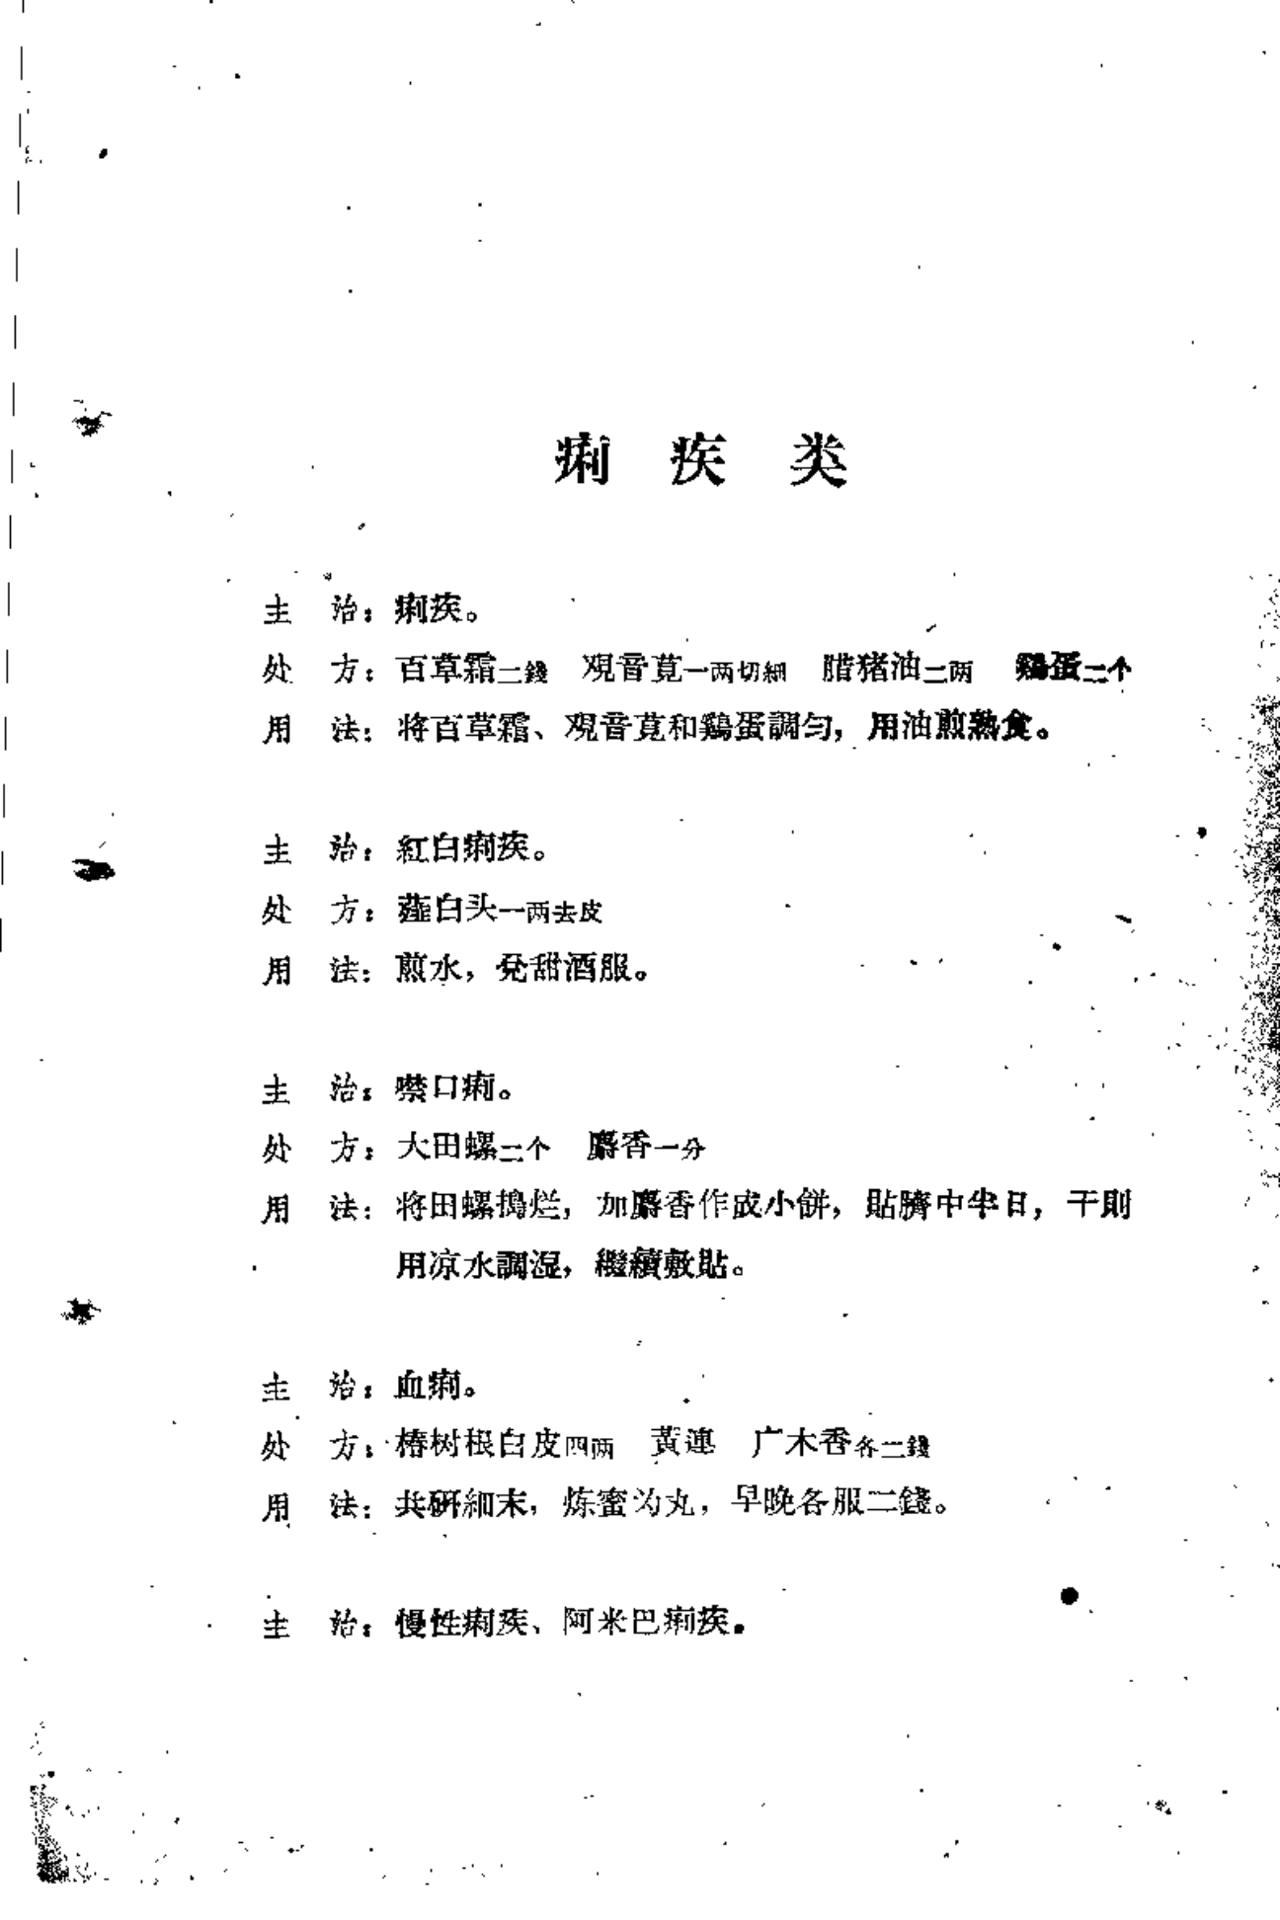 痢疾类
主　治：痢疾。
处　方：百草霜二錢　观音莧一两切細　腊猪油二两　鷄蛋二个
用　法：将百草霜、观音莧和鷄蛋調匀，用油煎熟食。
主　治：紅白痢疾。
处　方：薤白头一两去皮
用　法：煎水，兌甜酒服。
主　治：噤口痢。
处　方：大田螺二个　麝香一分
用　法：将田螺搗烂，加麝香作成小餅，貼臍中半日，干則
用凉水調湿，繼續敷貼。
主　治：血痢。
处　方：椿树根白皮四两　黃連　广木香各二錢
用　法：共研細末，炼蜜为丸，早晚各服二錢。
主　治：慢性痢疾、阿米巴痢疾。